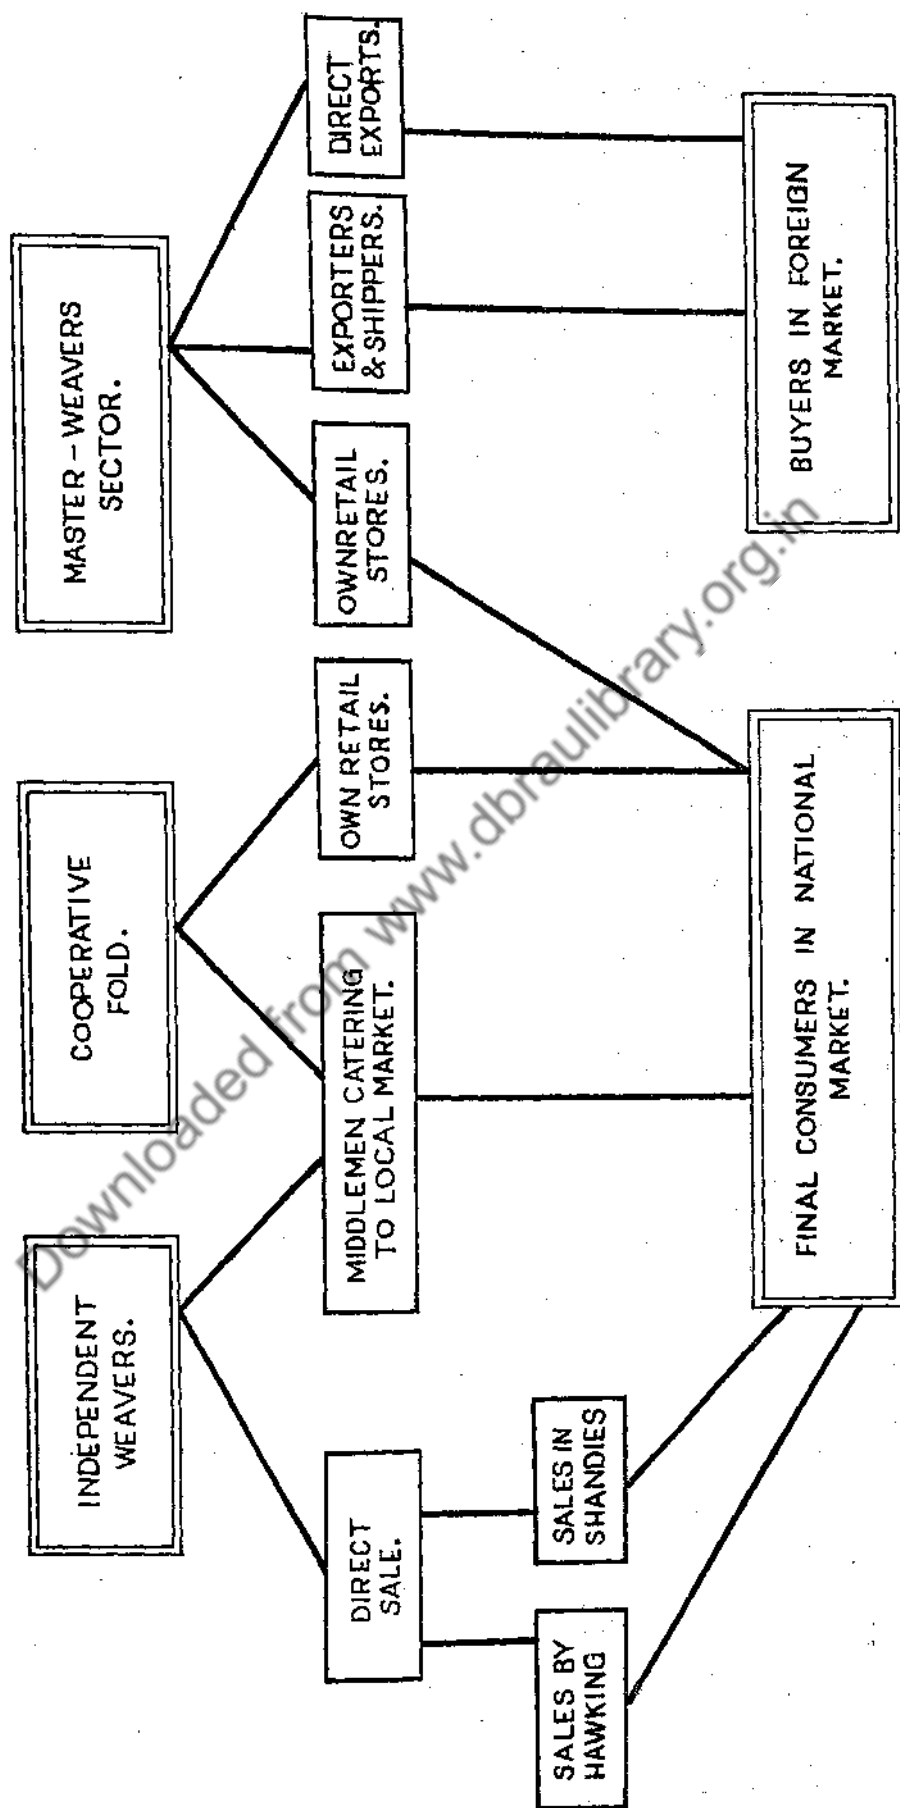 INDEPENDENT
WEAVERS.
COOPERATIVE
FOLD.
MASTER-WEAVERS
SECTOR.
DIRECT
SALE.
MIDDLEMEN CATERING
TO LOCAL MARKET.
OWN RETAIL
STORES.
OWNRETAIL
STORES.
EXPORTERS
& SHIPPERS.
DIRECT
EXPORTS.
SALES BY
HAWKING
SALES IN
SHANDIES
FINAL CONSUMERS IN NATIONAL
MARKET.
BUYERS IN FOREIGN
MARKET.
Downloaded from www.dbraulibrary.org.in